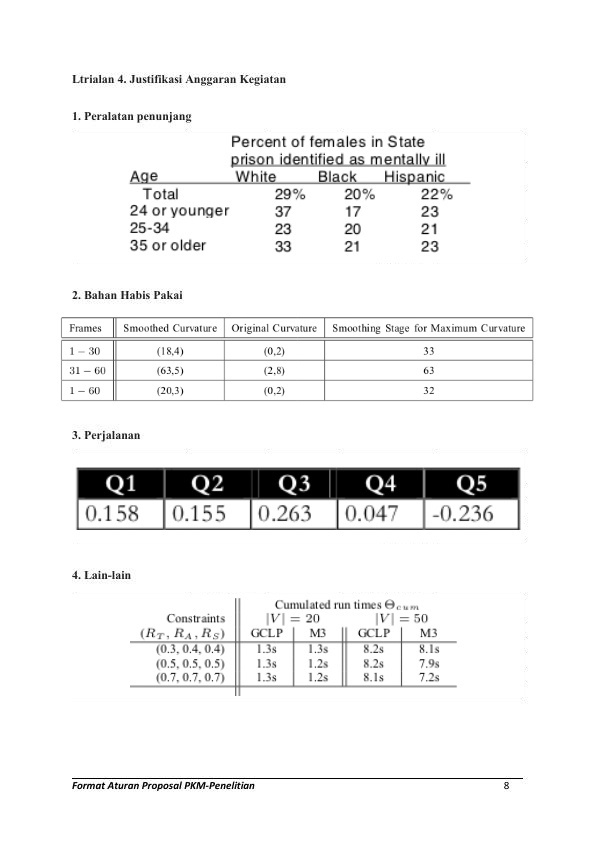 Ltrialan 4. Justifikasi Anggaran Kegiatan
1. Peralatan penunjang
Percent of females in State
prison identified as mentally ill
Age White Black Hispanic
Total 29% 20% 22%
24 or younger 37 17 23
25-34 23 20 21
35 or older 33 21 23
2. Bahan Habis Pakai
Frames Smoothed Curvature Original Curvature Smoothing Stage for Maximum Curvature
1 − 30 (18,4) (0,2) 33
31 − 60 (63,5) (2,8) 63
1 − 60 (20,3) (0,2) 32
3. Perjalanan
Q1 Q2 Q3 Q4 Q5
0.158 0.155 0.263 0.047 -0.236
4. Lain-lain
Cumulated run times Θcum
Constraints |V| = 20 |V| = 50
(RT, RA, RS) GCLP M3 GCLP M3
(0.3, 0.4, 0.4) 1.3s 1.3s 8.2s 8.1s
(0.5, 0.5, 0.5) 1.3s 1.2s 8.2s 7.9s
(0.7, 0.7, 0.7) 1.3s 1.2s 8.1s 7.2s
Format Aturan Proposal PKM-Penelitian 8